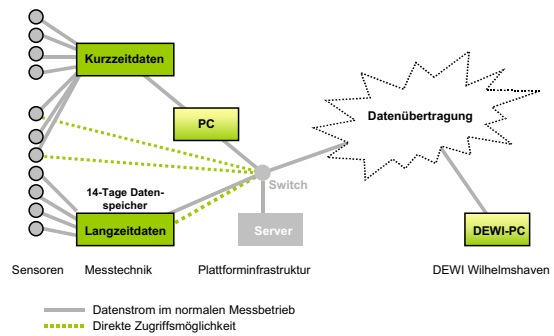 Kurzzeitdaten
PC
Datenübertragung
Switch
14-Tage Daten-
speicher
Langzeitdaten
Server
DEWI-PC
Sensoren Messtechnik Plattforminfrastruktur DEWI Wilhelmshaven
Datenstrom im normalen Messbetrieb
Direkte Zugriffsmöglichkeit